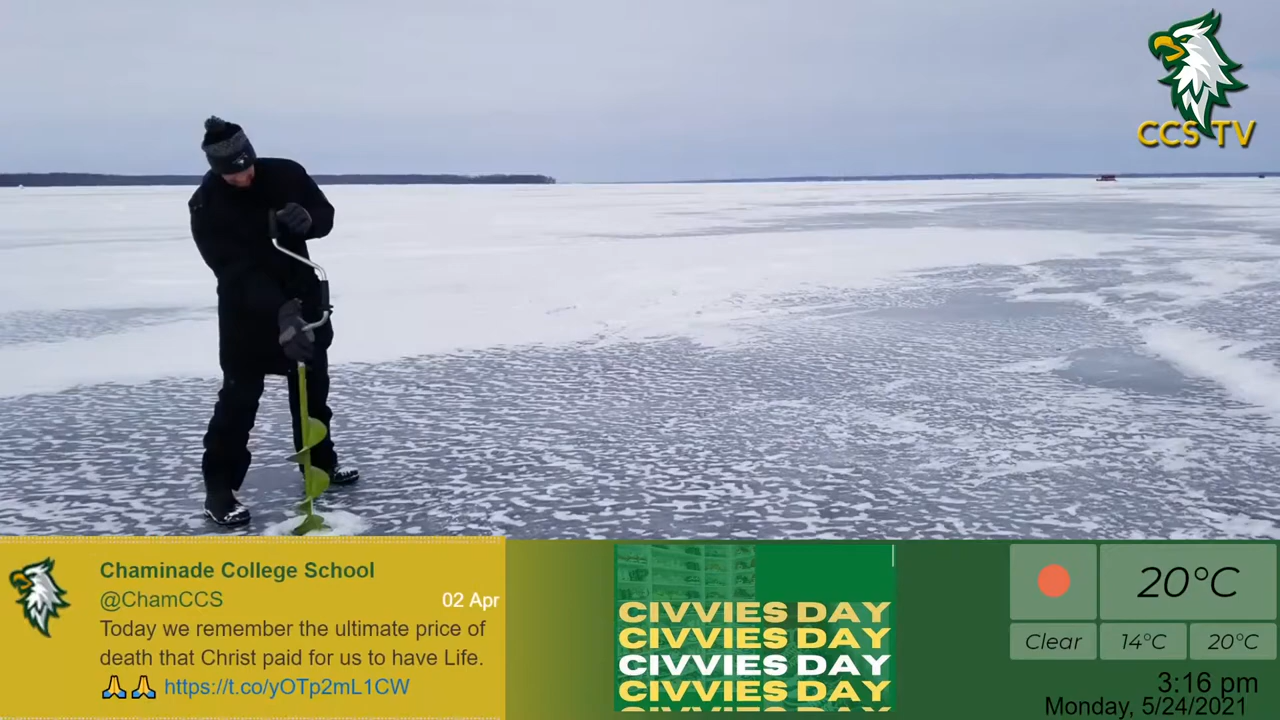 CCS TV
Chaminade College School
@ChamCCS
02 Apr
Today we remember the ultimate price of
death that Christ paid for us to have Life.
🙏🙏 https://t.co/yOTp2mL1CW
CIVVIES DAY
CIVVIES DAY
CIVVIES DAY
CIVVIES DAY
CIVVIES DAY
20°C
Clear
14°C
20°C
3:16 pm
Monday, 5/24/2021